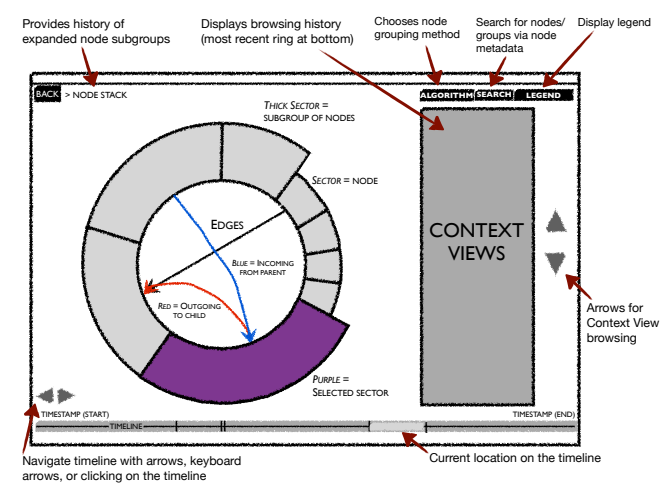 Provides history of
expanded node subgroups
Displays browsing history
(most recent ring at bottom)
Chooses node
grouping method
Search for nodes/
groups via node
metadata
Display legend
BACK > NODE STACK
ALGORITHM SEARCH LEGEND
THICK SECTOR =
SUBGROUP OF NODES
SECTOR = NODE
EDGES
BLUE = INCOMING
FROM PARENT
RED = OUTGOING
TO CHILD
CONTEXT
VIEWS
Arrows for
Context View
browsing
PURPLE =
SELECTED SECTOR
TIMESTAMP (START)
TIMESTAMP (END)
TIMELINE
Navigate timeline with arrows, keyboard
arrows, or clicking on the timeline
Current location on the timeline